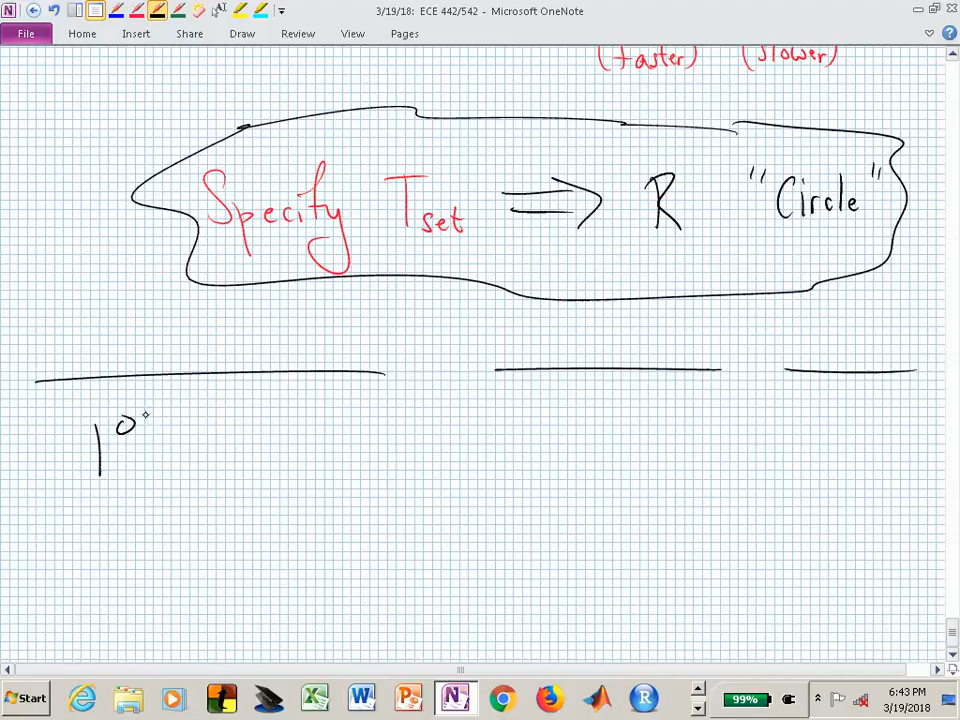 3/19/18: ECE 442/542 - Microsoft OneNote
File Home Insert Share Draw Review View Pages
(faster) (slower)
Specify Tset ⇒ R "Circle"
1°
Start 99% 6:43 PM
3/19/2018